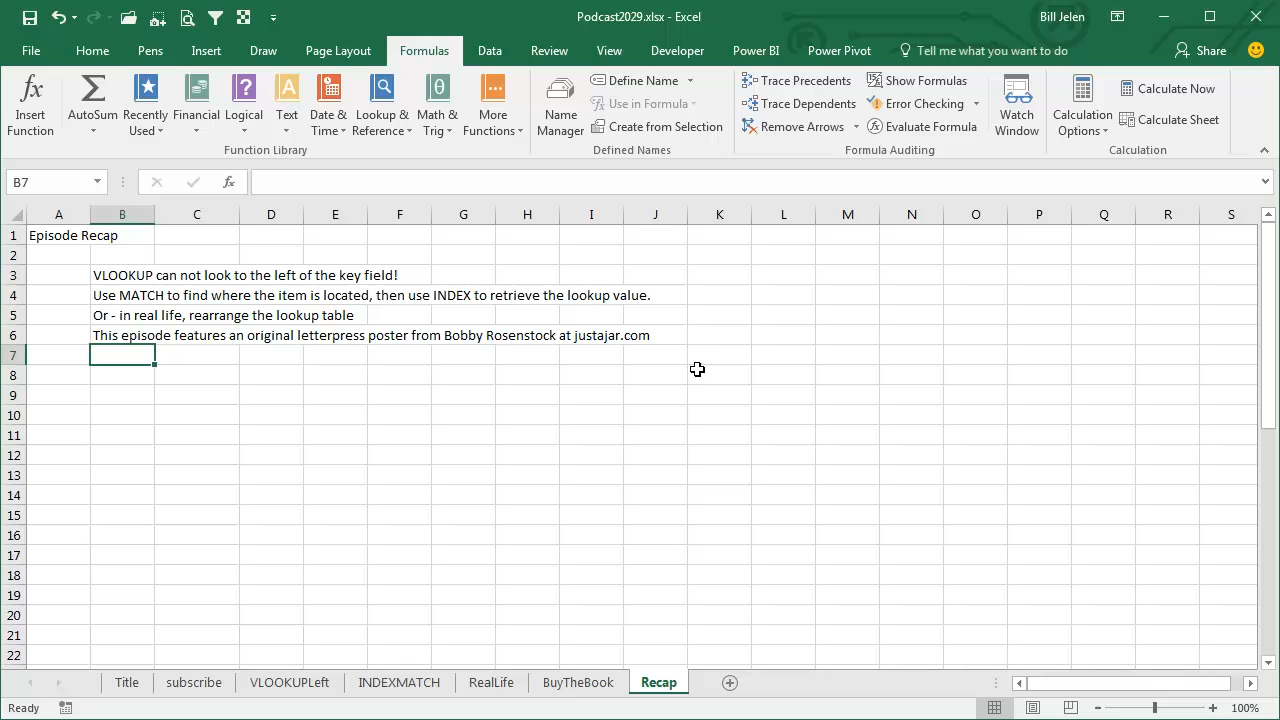 Podcast2029.xlsx - Excel
Bill Jelen
File Home Pens Insert Draw Page Layout Formulas Data Review View Developer Power BI Power Pivot Tell me what you want to do Share
Insert Function
AutoSum
Recently Used
Financial
Logical
Text
Date & Time
Lookup & Reference
Math & Trig
More Functions
Function Library
Name Manager
Define Name
Use in Formula
Create from Selection
Defined Names
Trace Precedents
Trace Dependents
Remove Arrows
Show Formulas
Error Checking
Evaluate Formula
Formula Auditing
Watch Window
Calculation Options
Calculate Now
Calculate Sheet
Calculation
B7 fx
A B C D E F G H I J K L M N O P Q R S
1 Episode Recap
2
3 VLOOKUP can not look to the left of the key field!
4 Use MATCH to find where the item is located, then use INDEX to retrieve the lookup value.
5 Or - in real life, rearrange the lookup table
6 This episode features an original letterpress poster from Bobby Rosenstock at justajar.com
7
8
9
10
11
12
13
14
15
16
17
18
19
20
21
22
Title subscribe VLOOKUPLeft INDEXMATCH RealLife BuyTheBook Recap
Ready 100%